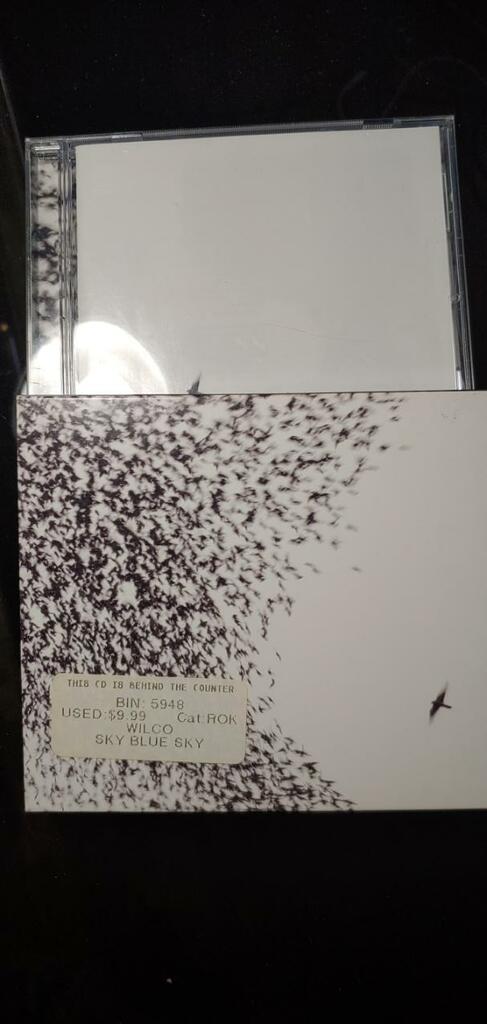 THIS CD IS BEHIND THE COUNTER
BIN: 5948
USED:$9.99 Cat:ROK
WILCO
SKY BLUE SKY